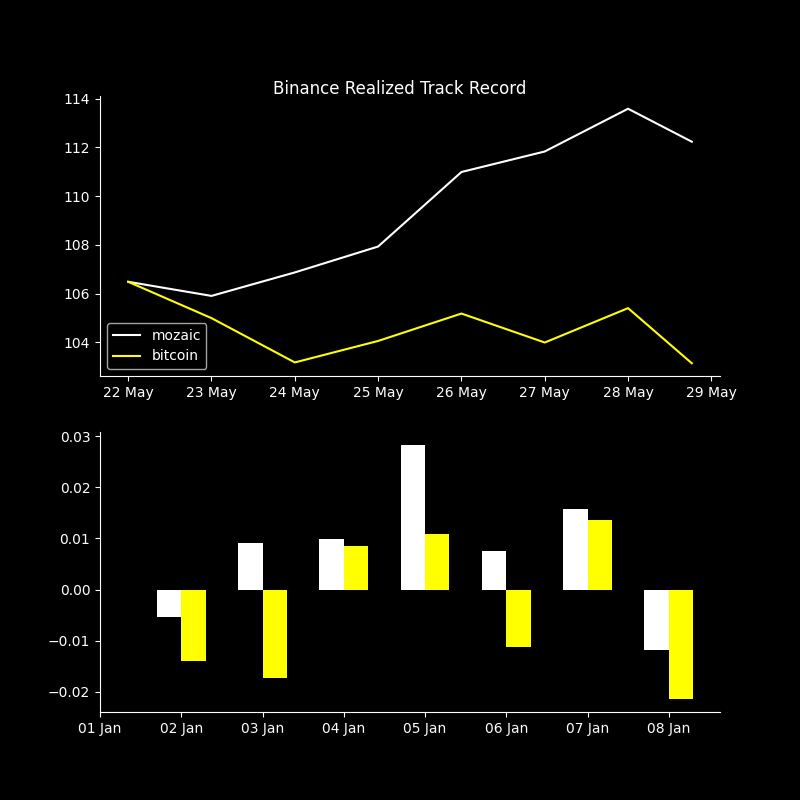 Binance Realized Track Record
114
112
110
108
106
104
mozaic
bitcoin
22 May 23 May 24 May 25 May 26 May 27 May 28 May 29 May
0.03
0.02
0.01
0.00
−0.01
−0.02
01 Jan 02 Jan 03 Jan 04 Jan 05 Jan 06 Jan 07 Jan 08 Jan